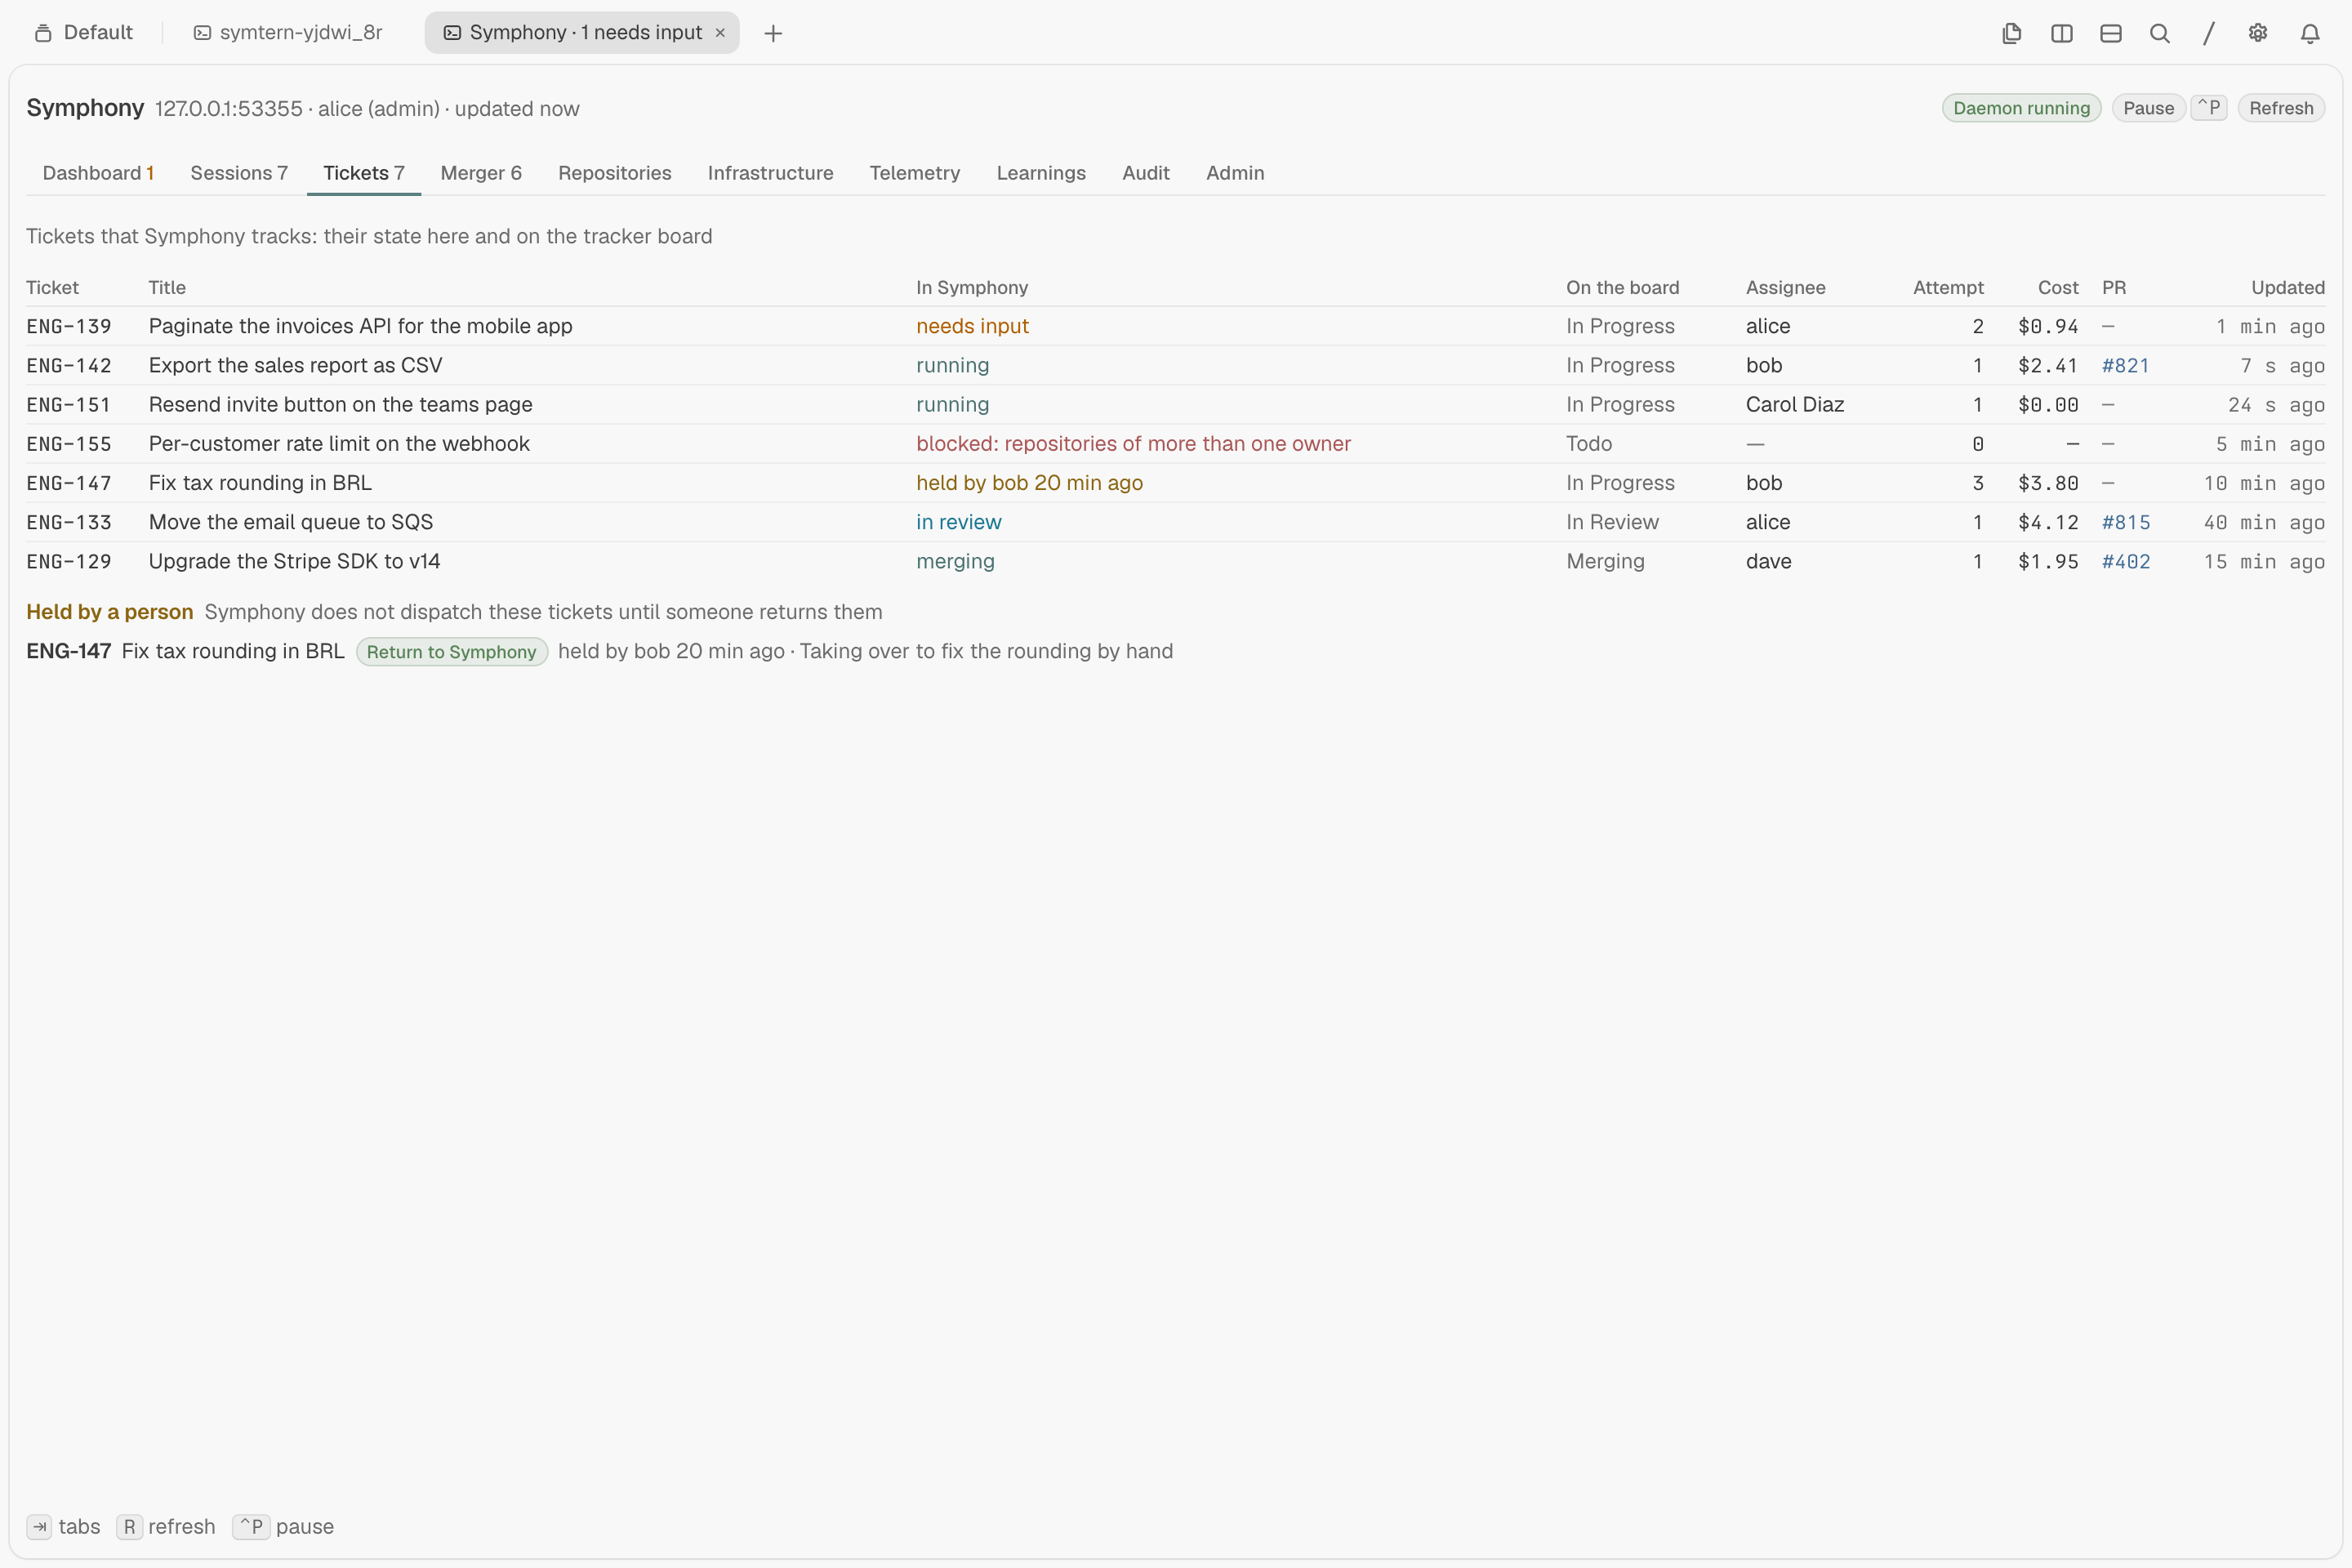 Default symtern-yjdwi_8r Symphony · 1 needs input × +
Symphony 127.0.0.1:53355 · alice (admin) · updated now Daemon running Pause ^P Refresh
Dashboard 1 Sessions 7 Tickets 7 Merger 6 Repositories Infrastructure Telemetry Learnings Audit Admin
Tickets that Symphony tracks: their state here and on the tracker board
Ticket Title In Symphony On the board Assignee Attempt Cost PR Updated
ENG-139 Paginate the invoices API for the mobile app needs input In Progress alice 2 $0.94 — 1 min ago
ENG-142 Export the sales report as CSV running In Progress bob 1 $2.41 #821 7 s ago
ENG-151 Resend invite button on the teams page running In Progress Carol Diaz 1 $0.00 — 24 s ago
ENG-155 Per-customer rate limit on the webhook blocked: repositories of more than one owner Todo — 0 — — 5 min ago
ENG-147 Fix tax rounding in BRL held by bob 20 min ago In Progress bob 3 $3.80 — 10 min ago
ENG-133 Move the email queue to SQS in review In Review alice 1 $4.12 #815 40 min ago
ENG-129 Upgrade the Stripe SDK to v14 merging Merging dave 1 $1.95 #402 15 min ago
Held by a person Symphony does not dispatch these tickets until someone returns them
ENG-147 Fix tax rounding in BRL Return to Symphony held by bob 20 min ago · Taking over to fix the rounding by hand
tabs R refresh ^P pause